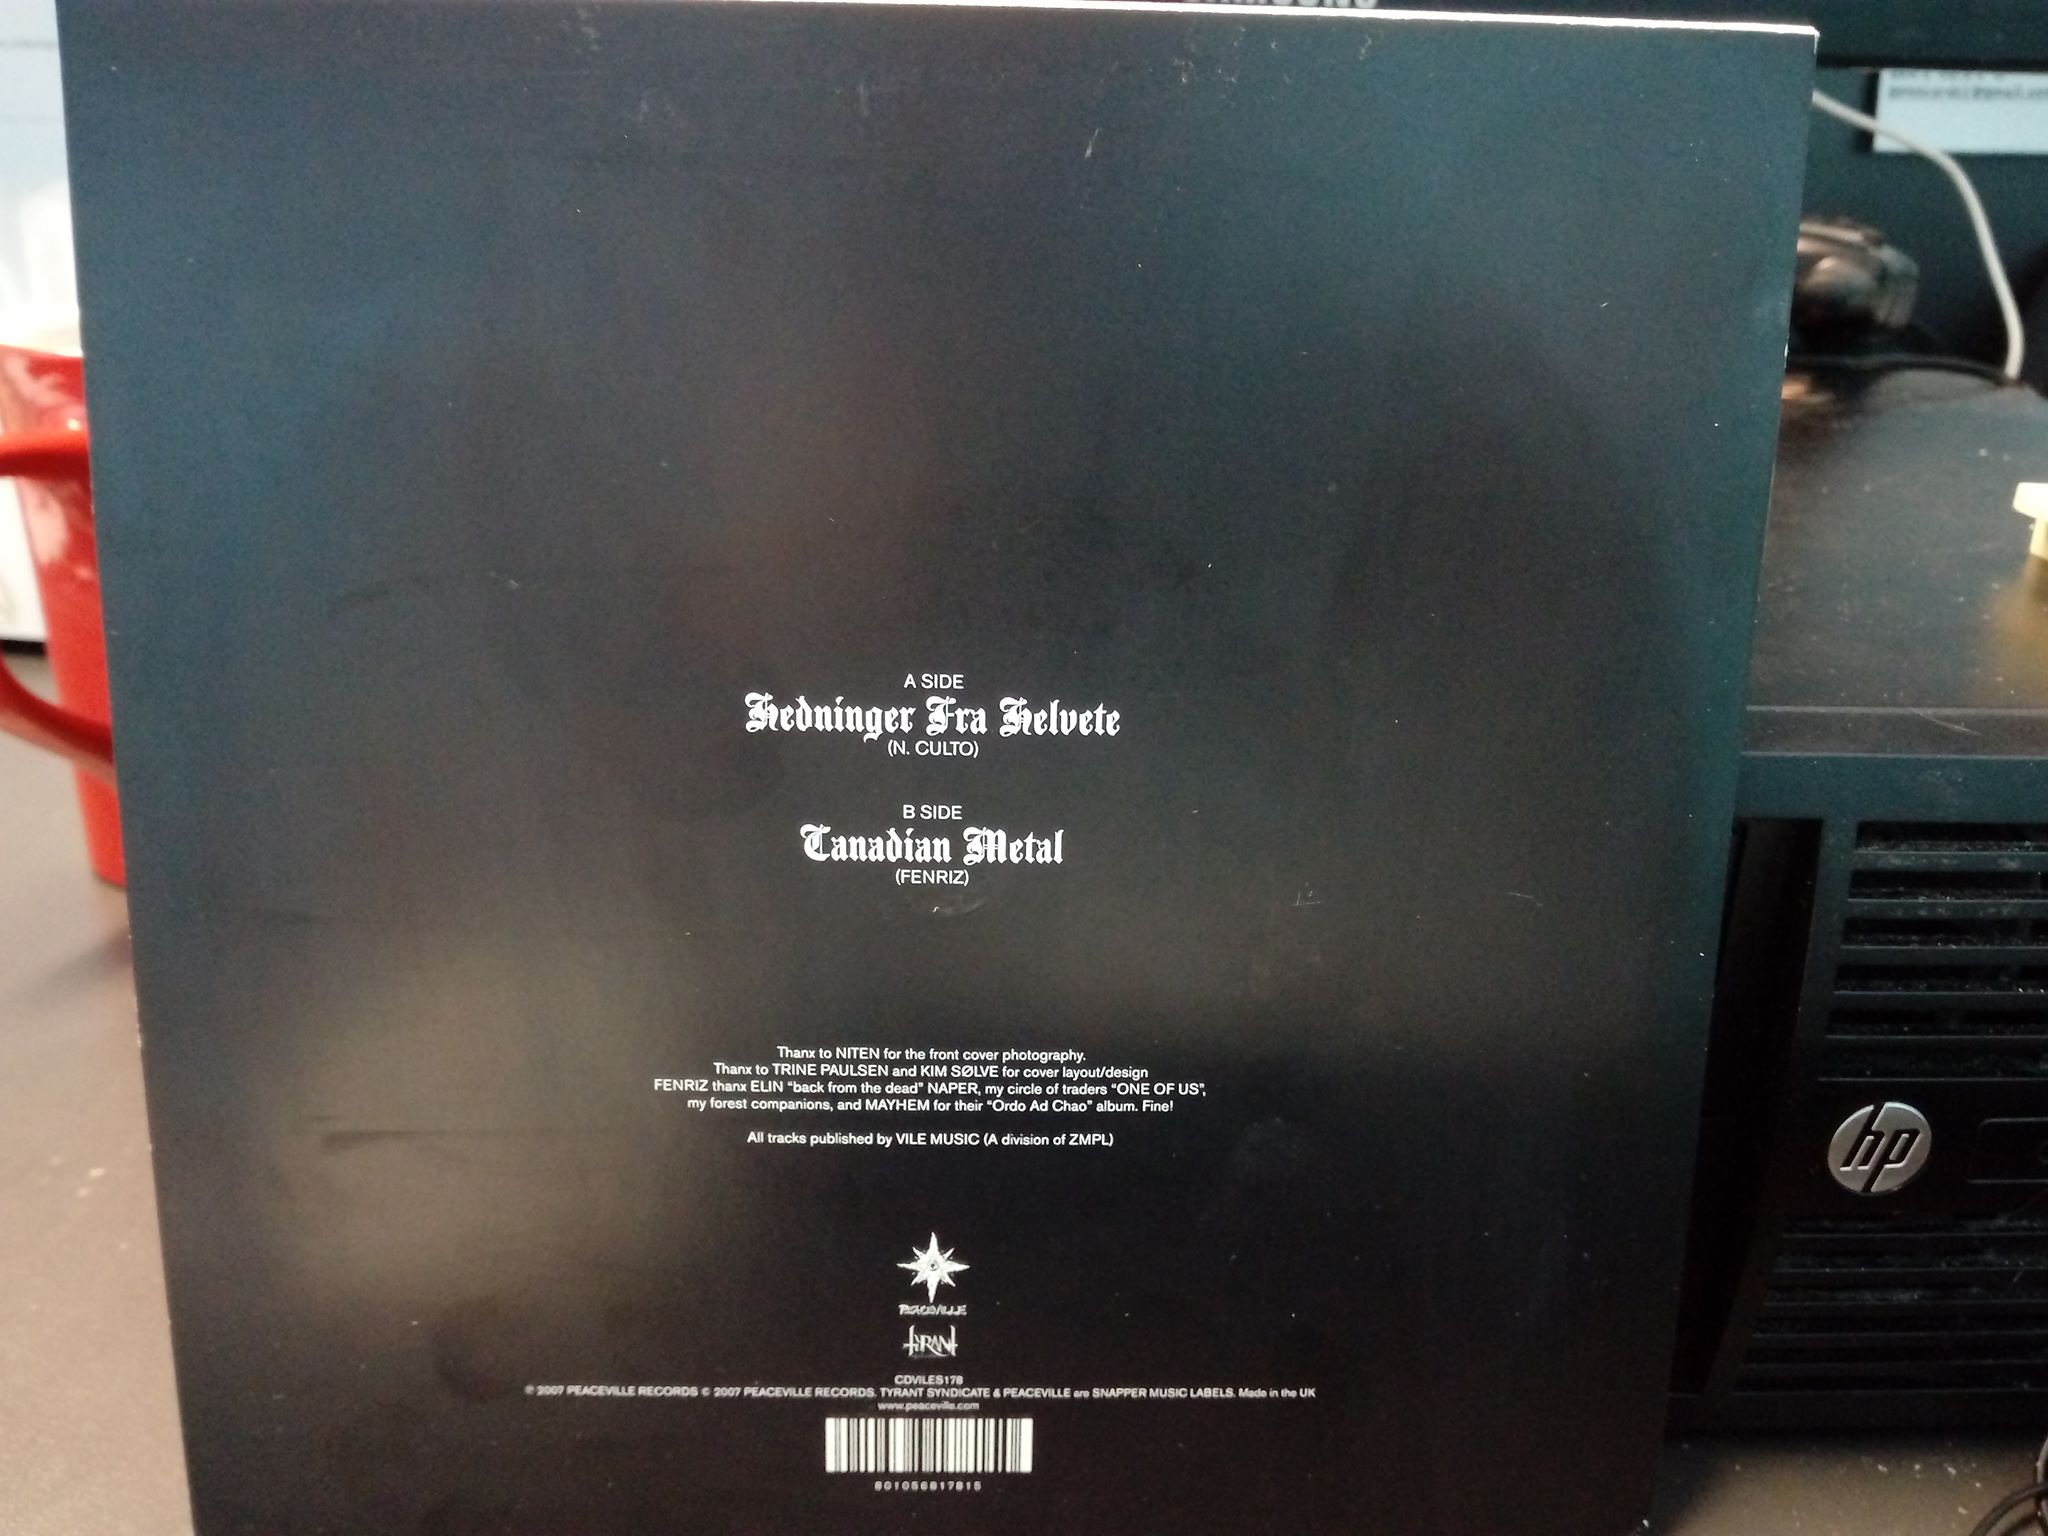 A SIDE
Hedninger Fra Helvete
(N. CULTO)
B SIDE
Canadian Metal
(FENRIZ)
Thanx to NITEN for the front cover photography.
Thanx to TRINE PAULSEN and KIM SØLVE for cover layout/design
FENRIZ thanx ELIN “back from the dead” NAPER, my circle of traders “ONE OF US”,
my forest companions, and MAYHEM for their “Ordo Ad Chao” album. Fine!
All tracks published by VILE MUSIC (A division of ZMPL)
PEACEVILLE
TYRANT
CDVILES178
℗ 2007 PEACEVILLE RECORDS © 2007 PEACEVILLE RECORDS. TYRANT SYNDICATE & PEACEVILLE are SNAPPER MUSIC LABELS. Made in the UK
www.peaceville.com
801056817815
hp